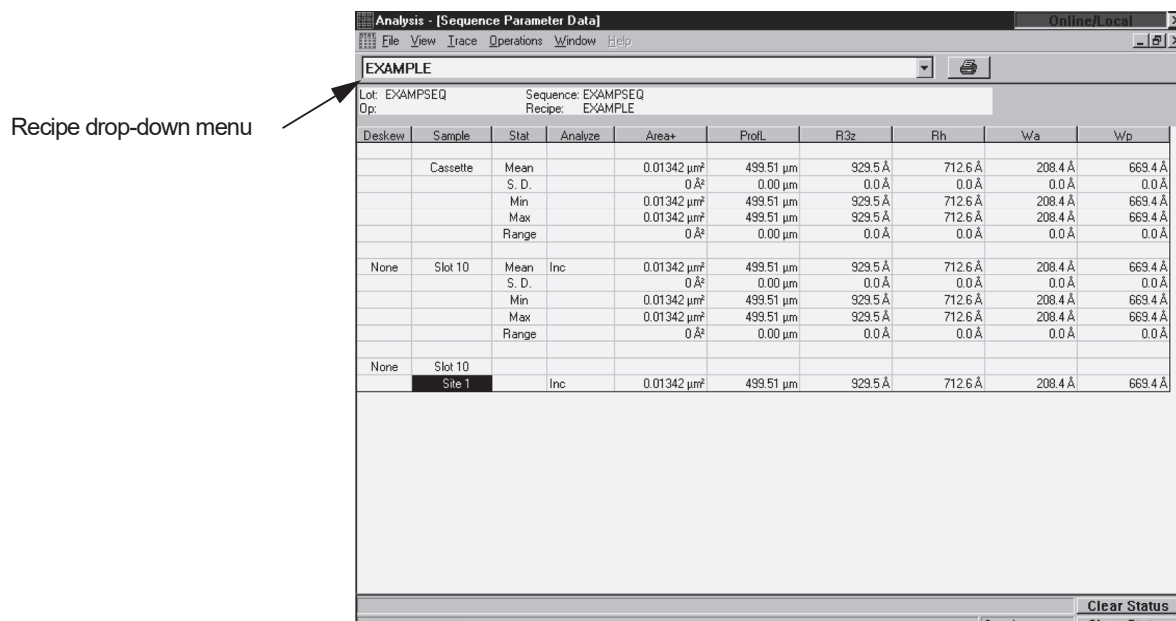 Analysis - [Sequence Parameter Data] Online/Local
File View Trace Operations Window Help
EXAMPLE
Lot: EXAMPSEQ Sequence: EXAMPSEQ
Op: Recipe: EXAMPLE
Recipe drop-down menu
Deskew Sample Stat Analyze Area+ ProfL R3z Rh Wa Wp
Cassette Mean 0.01342 µm² 499.51 µm 929.5 Å 712.6 Å 208.4 Å 669.4 Å
S. D. 0 Å² 0.00 µm 0.0 Å 0.0 Å 0.0 Å 0.0 Å
Min 0.01342 µm² 499.51 µm 929.5 Å 712.6 Å 208.4 Å 669.4 Å
Max 0.01342 µm² 499.51 µm 929.5 Å 712.6 Å 208.4 Å 669.4 Å
Range 0 Å² 0.00 µm 0.0 Å 0.0 Å 0.0 Å 0.0 Å
None Slot 10 Mean Inc 0.01342 µm² 499.51 µm 929.5 Å 712.6 Å 208.4 Å 669.4 Å
S. D. 0 Å² 0.00 µm 0.0 Å 0.0 Å 0.0 Å 0.0 Å
Min 0.01342 µm² 499.51 µm 929.5 Å 712.6 Å 208.4 Å 669.4 Å
Max 0.01342 µm² 499.51 µm 929.5 Å 712.6 Å 208.4 Å 669.4 Å
Range 0 Å² 0.00 µm 0.0 Å 0.0 Å 0.0 Å 0.0 Å
None Slot 10
Site 1 Inc 0.01342 µm² 499.51 µm 929.5 Å 712.6 Å 208.4 Å 669.4 Å
Clear Status